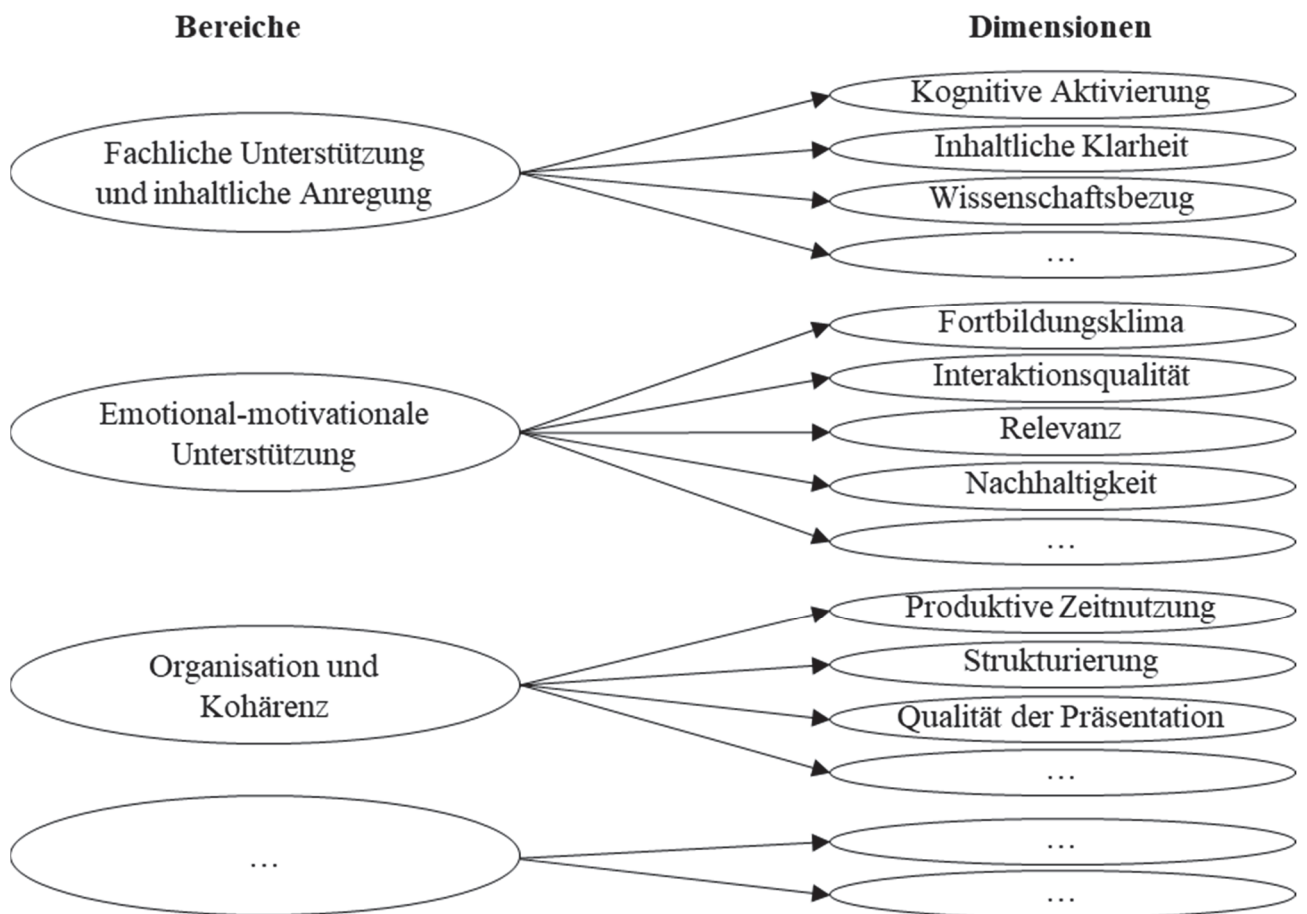 Bereiche
Dimensionen
Fachliche Unterstützung
und inhaltliche Anregung
Kognitive Aktivierung
Inhaltliche Klarheit
Wissenschaftsbezug
…
Emotional-motivationale
Unterstützung
Fortbildungsklima
Interaktionsqualität
Relevanz
Nachhaltigkeit
…
Organisation und
Kohärenz
Produktive Zeitnutzung
Strukturierung
Qualität der Präsentation
…
…
…
…